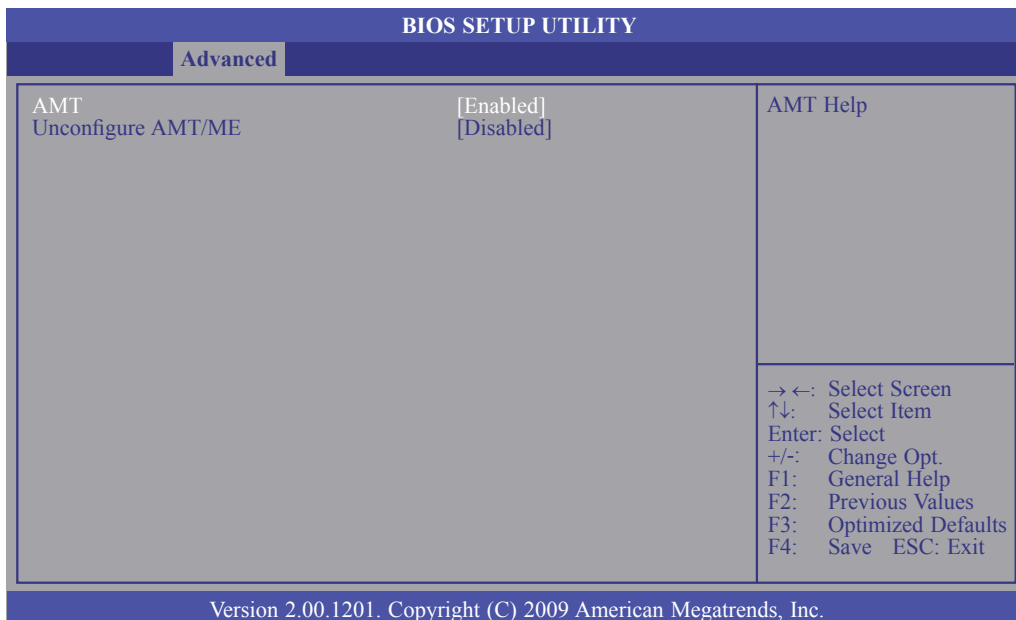 BIOS SETUP UTILITY
Advanced
AMT [Enabled]
Unconfigure AMT/ME [Disabled]
AMT Help
→ ←: Select Screen
↑↓: Select Item
Enter: Select
+/-: Change Opt.
F1: General Help
F2: Previous Values
F3: Optimized Defaults
F4: Save ESC: Exit
Version 2.00.1201. Copyright (C) 2009 American Megatrends, Inc.